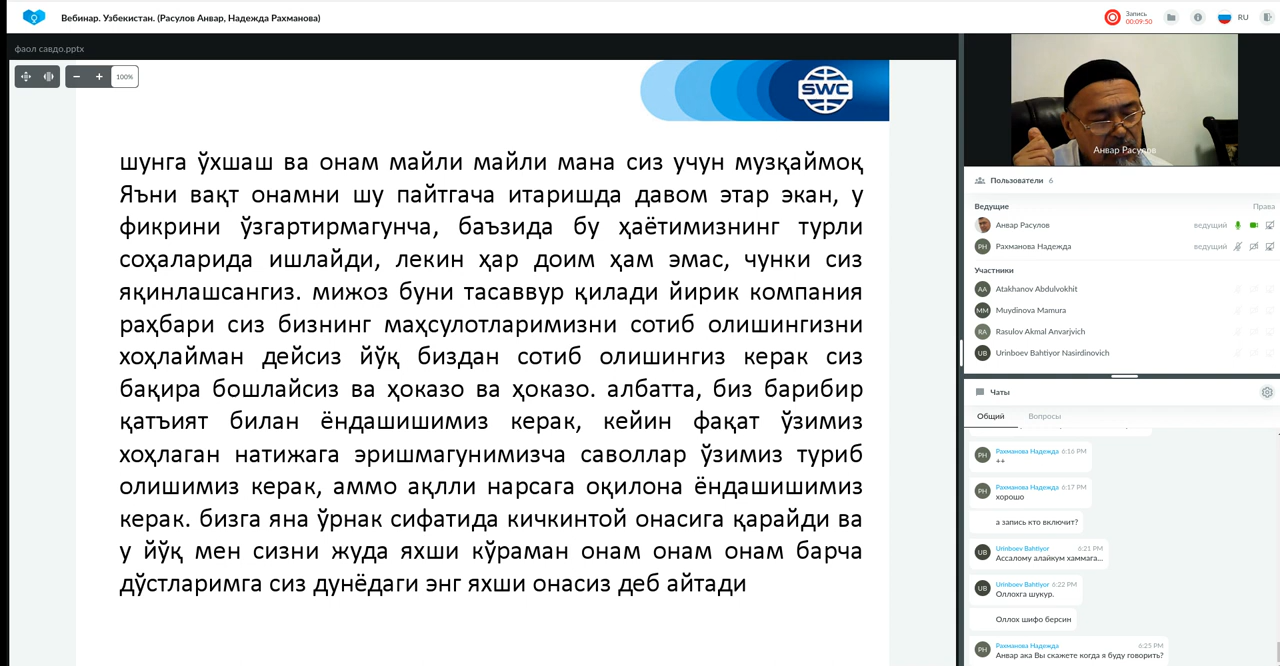 Вебинар. Узбекистан. (Расулов Анвар, Надежда Рахманова)
Запись
00:09:50
RU
фаол савдо.pptx
100%
SWC
шунга ўхшаш ва онам майли майли мана сиз учун музқаймоқ
Яъни вақт онамни шу пайтгача итаришда давом этар экан, у
фикрини ўзгартирмагунча, баъзида бу ҳаётимизнинг турли
соҳаларида ишлайди, лекин ҳар доим ҳам эмас, чунки сиз
яқинлашсангиз. мижоз буни тасаввур қилади йирик компания
раҳбари сиз бизнинг маҳсулотларимизни сотиб олишингизни
хоҳлайман дейсиз йўқ биздан сотиб олишингиз керак сиз
бақира бошлайсиз ва ҳоказо ва ҳоказо. албатта, биз барибир
қатъият билан ёндашишимиз керак, кейин фақат ўзимиз
хоҳлаган натижага эришмагунимизча саволлар ўзимиз туриб
олишимиз керак, аммо ақлли нарсага оқилона ёндашишимиз
керак. бизга яна ўрнак сифатида кичкинтой онасига қарайди ва
у йўқ мен сизни жуда яхши кўраман онам онам онам барча
дўстларимга сиз дунёдаги энг яхши онасиз деб айтади
Анвар Расулов
Пользователи 6
Ведущие Права
Анвар Расулов ведущий
РН Рахманова Надежда ведущий
Участники
AA Atakhanov Abdulvokhit
MM Muydinova Mamura
RA Rasulov Akmal Anvarjvich
UB Urinboev Bahtiyor Nasirdinovich
Чаты
Общий Вопросы
РН Рахманова Надежда 6:16 PM
++
РН Рахманова Надежда 6:17 PM
хорошо
а запись кто включит?
UB Urinboev Bahtiyor 6:21 PM
Ассалому алайкум хаммага...
UB Urinboev Bahtiyor 6:22 PM
Оллохга шукур.
Оллох шифо берсин
РН Рахманова Надежда 6:25 PM
Анвар ака Вы скажете когда я буду говорить?